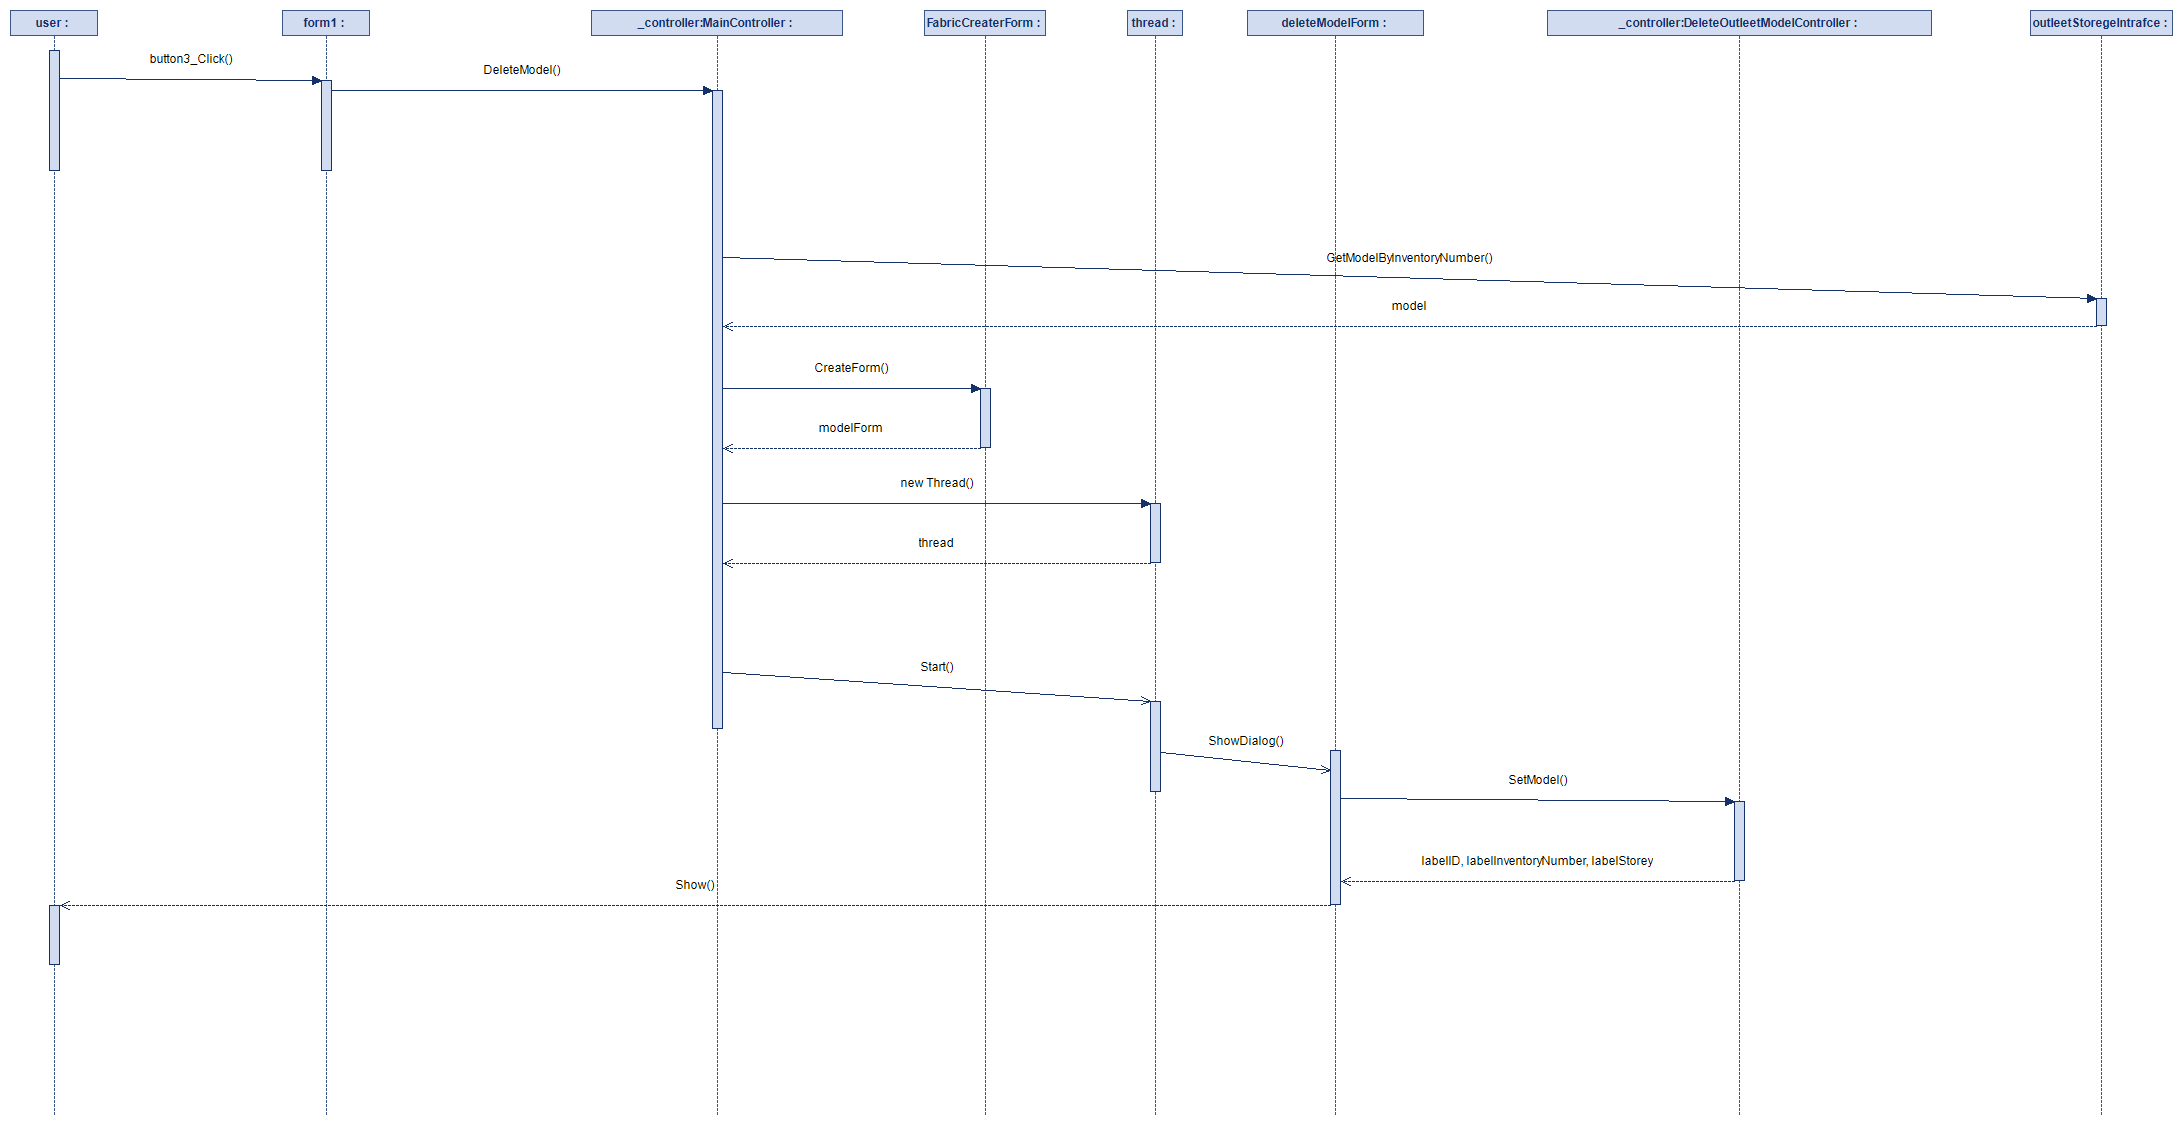 user :
form1 :
_controller:MainController :
FabricCreaterForm :
thread :
deleteModelForm :
_controller:DeleteOutleetModelController :
outleetStoregeIntrafce :
button3_Click()
DeleteModel()
GetModelByInventoryNumber()
model
CreateForm()
modelForm
new Thread()
thread
Start()
ShowDialog()
SetModel()
labelID, labelInventoryNumber, labelStorey
Show()